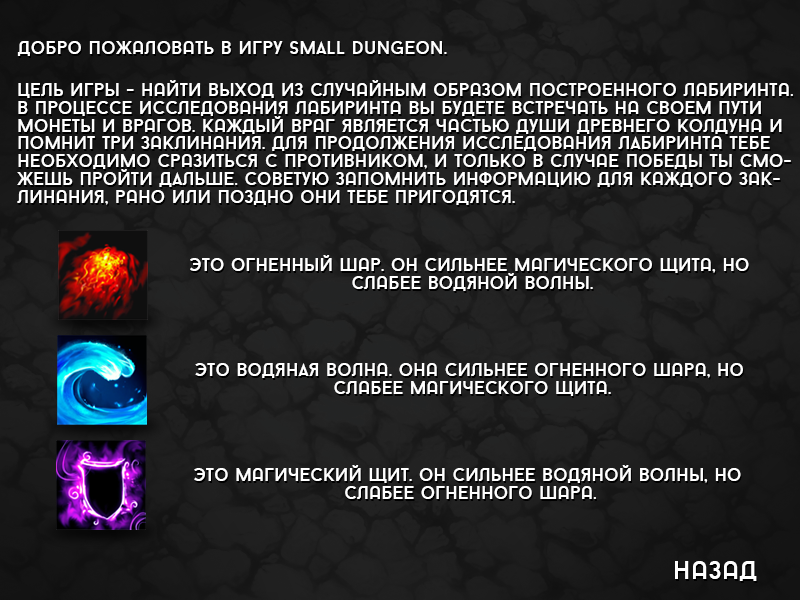 ДОБРО ПОЖАЛОВАТЬ В ИГРУ SMALL DUNGEON.
ЦЕЛЬ ИГРЫ - НАЙТИ ВЫХОД ИЗ СЛУЧАЙНЫМ ОБРАЗОМ ПОСТРОЕННОГО ЛАБИРИНТА.
В ПРОЦЕССЕ ИССЛЕДОВАНИЯ ЛАБИРИНТА ВЫ БУДЕТЕ ВСТРЕЧАТЬ НА СВОЕМ ПУТИ
МОНЕТЫ И ВРАГОВ. КАЖДЫЙ ВРАГ ЯВЛЯЕТСЯ ЧАСТЬЮ ДУШИ ДРЕВНЕГО КОЛДУНА И
ПОМНИТ ТРИ ЗАКЛИНАНИЯ. ДЛЯ ПРОДОЛЖЕНИЯ ИССЛЕДОВАНИЯ ЛАБИРИНТА ТЕБЕ
НЕОБХОДИМО СРАЗИТЬСЯ С ПРОТИВНИКОМ, И ТОЛЬКО В СЛУЧАЕ ПОБЕДЫ ТЫ СМО-
ЖЕШЬ ПРОЙТИ ДАЛЬШЕ. СОВЕТУЮ ЗАПОМНИТЬ ИНФОРМАЦИЮ ДЛЯ КАЖДОГО ЗАК-
ЛИНАНИЯ, РАНО ИЛИ ПОЗДНО ОНИ ТЕБЕ ПРИГОДЯТСЯ.
ЭТО ОГНЕННЫЙ ШАР. ОН СИЛЬНЕЕ МАГИЧЕСКОГО ЩИТА, НО
СЛАБЕЕ ВОДЯНОЙ ВОЛНЫ.
ЭТО ВОДЯНАЯ ВОЛНА. ОНА СИЛЬНЕЕ ОГНЕННОГО ШАРА, НО
СЛАБЕЕ МАГИЧЕСКОГО ЩИТА.
ЭТО МАГИЧЕСКИЙ ЩИТ. ОН СИЛЬНЕЕ ВОДЯНОЙ ВОЛНЫ, НО
СЛАБЕЕ ОГНЕННОГО ШАРА.
НАЗАД